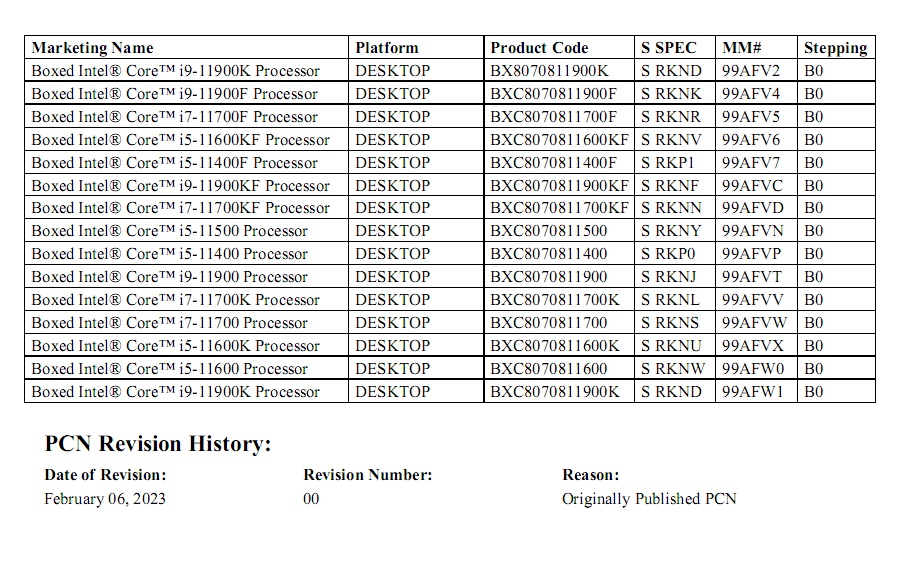 Marketing Name Platform Product Code S SPEC MM# Stepping
Boxed Intel® Core™ i9-11900K Processor DESKTOP BX8070811900K S RKND 99AFV2 B0
Boxed Intel® Core™ i9-11900F Processor DESKTOP BXC8070811900F S RKNK 99AFV4 B0
Boxed Intel® Core™ i7-11700F Processor DESKTOP BXC8070811700F S RKNR 99AFV5 B0
Boxed Intel® Core™ i5-11600KF Processor DESKTOP BXC8070811600KF S RKNV 99AFV6 B0
Boxed Intel® Core™ i5-11400F Processor DESKTOP BXC8070811400F S RKP1 99AFV7 B0
Boxed Intel® Core™ i9-11900KF Processor DESKTOP BXC8070811900KF S RKNF 99AFVC B0
Boxed Intel® Core™ i7-11700KF Processor DESKTOP BXC8070811700KF S RKNN 99AFVD B0
Boxed Intel® Core™ i5-11500 Processor DESKTOP BXC8070811500 S RKNY 99AFVN B0
Boxed Intel® Core™ i5-11400 Processor DESKTOP BXC8070811400 S RKP0 99AFVP B0
Boxed Intel® Core™ i9-11900 Processor DESKTOP BXC8070811900 S RKNJ 99AFVT B0
Boxed Intel® Core™ i7-11700K Processor DESKTOP BXC8070811700K S RKNL 99AFVV B0
Boxed Intel® Core™ i7-11700 Processor DESKTOP BXC8070811700 S RKNS 99AFVW B0
Boxed Intel® Core™ i5-11600K Processor DESKTOP BXC8070811600K S RKNU 99AFVX B0
Boxed Intel® Core™ i5-11600 Processor DESKTOP BXC8070811600 S RKNW 99AFW0 B0
Boxed Intel® Core™ i9-11900K Processor DESKTOP BXC8070811900K S RKND 99AFW1 B0
PCN Revision History:
Date of Revision: Revision Number: Reason:
February 06, 2023 00 Originally Published PCN